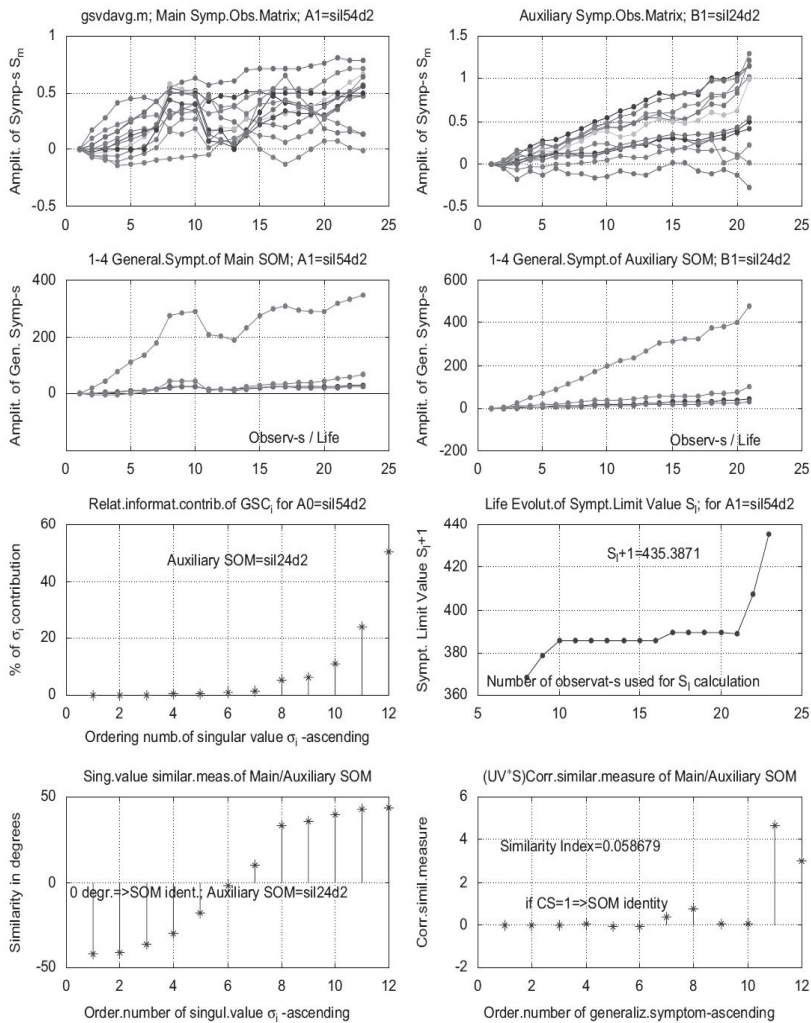 gsvdavg.m; Main Symp.Obs.Matrix; A1=sil54d2
Amplit. of Symp-s Sm
1
0.5
0
-0.5
0 5 10 15 20 25
Auxiliary Symp.Obs.Matrix; B1=sil24d2
Amplit. of Symp-s Sm
1.5
1.0
0.5
0
-0.5
0 5 10 15 20 25
1-4 General.Sympt.of Main SOM; A1=sil54d2
Amplit. of Gen. Symp-s
400
200
0
Observ-s / Life
0 5 10 15 20 25
1-4 General.Sympt.of Auxiliary SOM; B1=sil24d2
Amplit. of Gen. Symp-s
600
400
200
0
-200
Observ-s / Life
0 5 10 15 20 25
Relat.informat.contrib.of GSCi for A0=sil54d2
% of σi contribution
60
40
20
0
Auxiliary SOM=sil24d2
0 2 4 6 8 10 12
Ordering numb.of singular value σi -ascending
Life Evolut.of Sympt.Limit Value Sl; for A1=sil54d2
Sympt. Limit Value Sl+1
440
420
400
380
360
Sl+1=435.3871
Number of observat-s used for Sl calculation
5 10 15 20 25
Sing.value similar.meas.of Main/Auxiliary SOM
Similarity in degrees
50
0
-50
0 degr.=>SOM ident.; Auxiliary SOM=sil24d2
0 2 4 6 8 10 12
Order.number of singul.value σi -ascending
(UV*S)Corr.similar.measure of Main/Auxiliary SOM
Corr.simil.measure
6
4
2
0
-2
Similarity Index=0.058679
if CS=1=>SOM identity
0 2 4 6 8 10 12
Order.number of generaliz.symptom-ascending